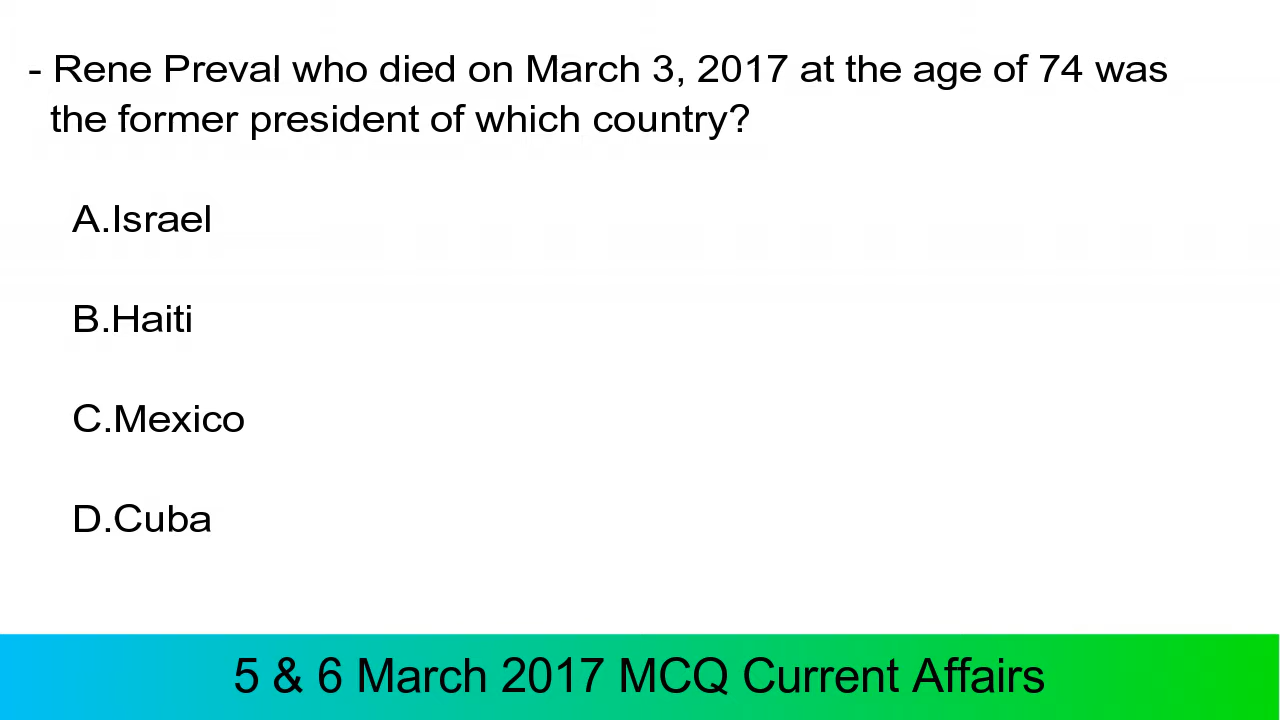 - Rene Preval who died on March 3, 2017 at the age of 74 was
the former president of which country?
A.Israel
B.Haiti
C.Mexico
D.Cuba
5 & 6 March 2017 MCQ Current Affairs